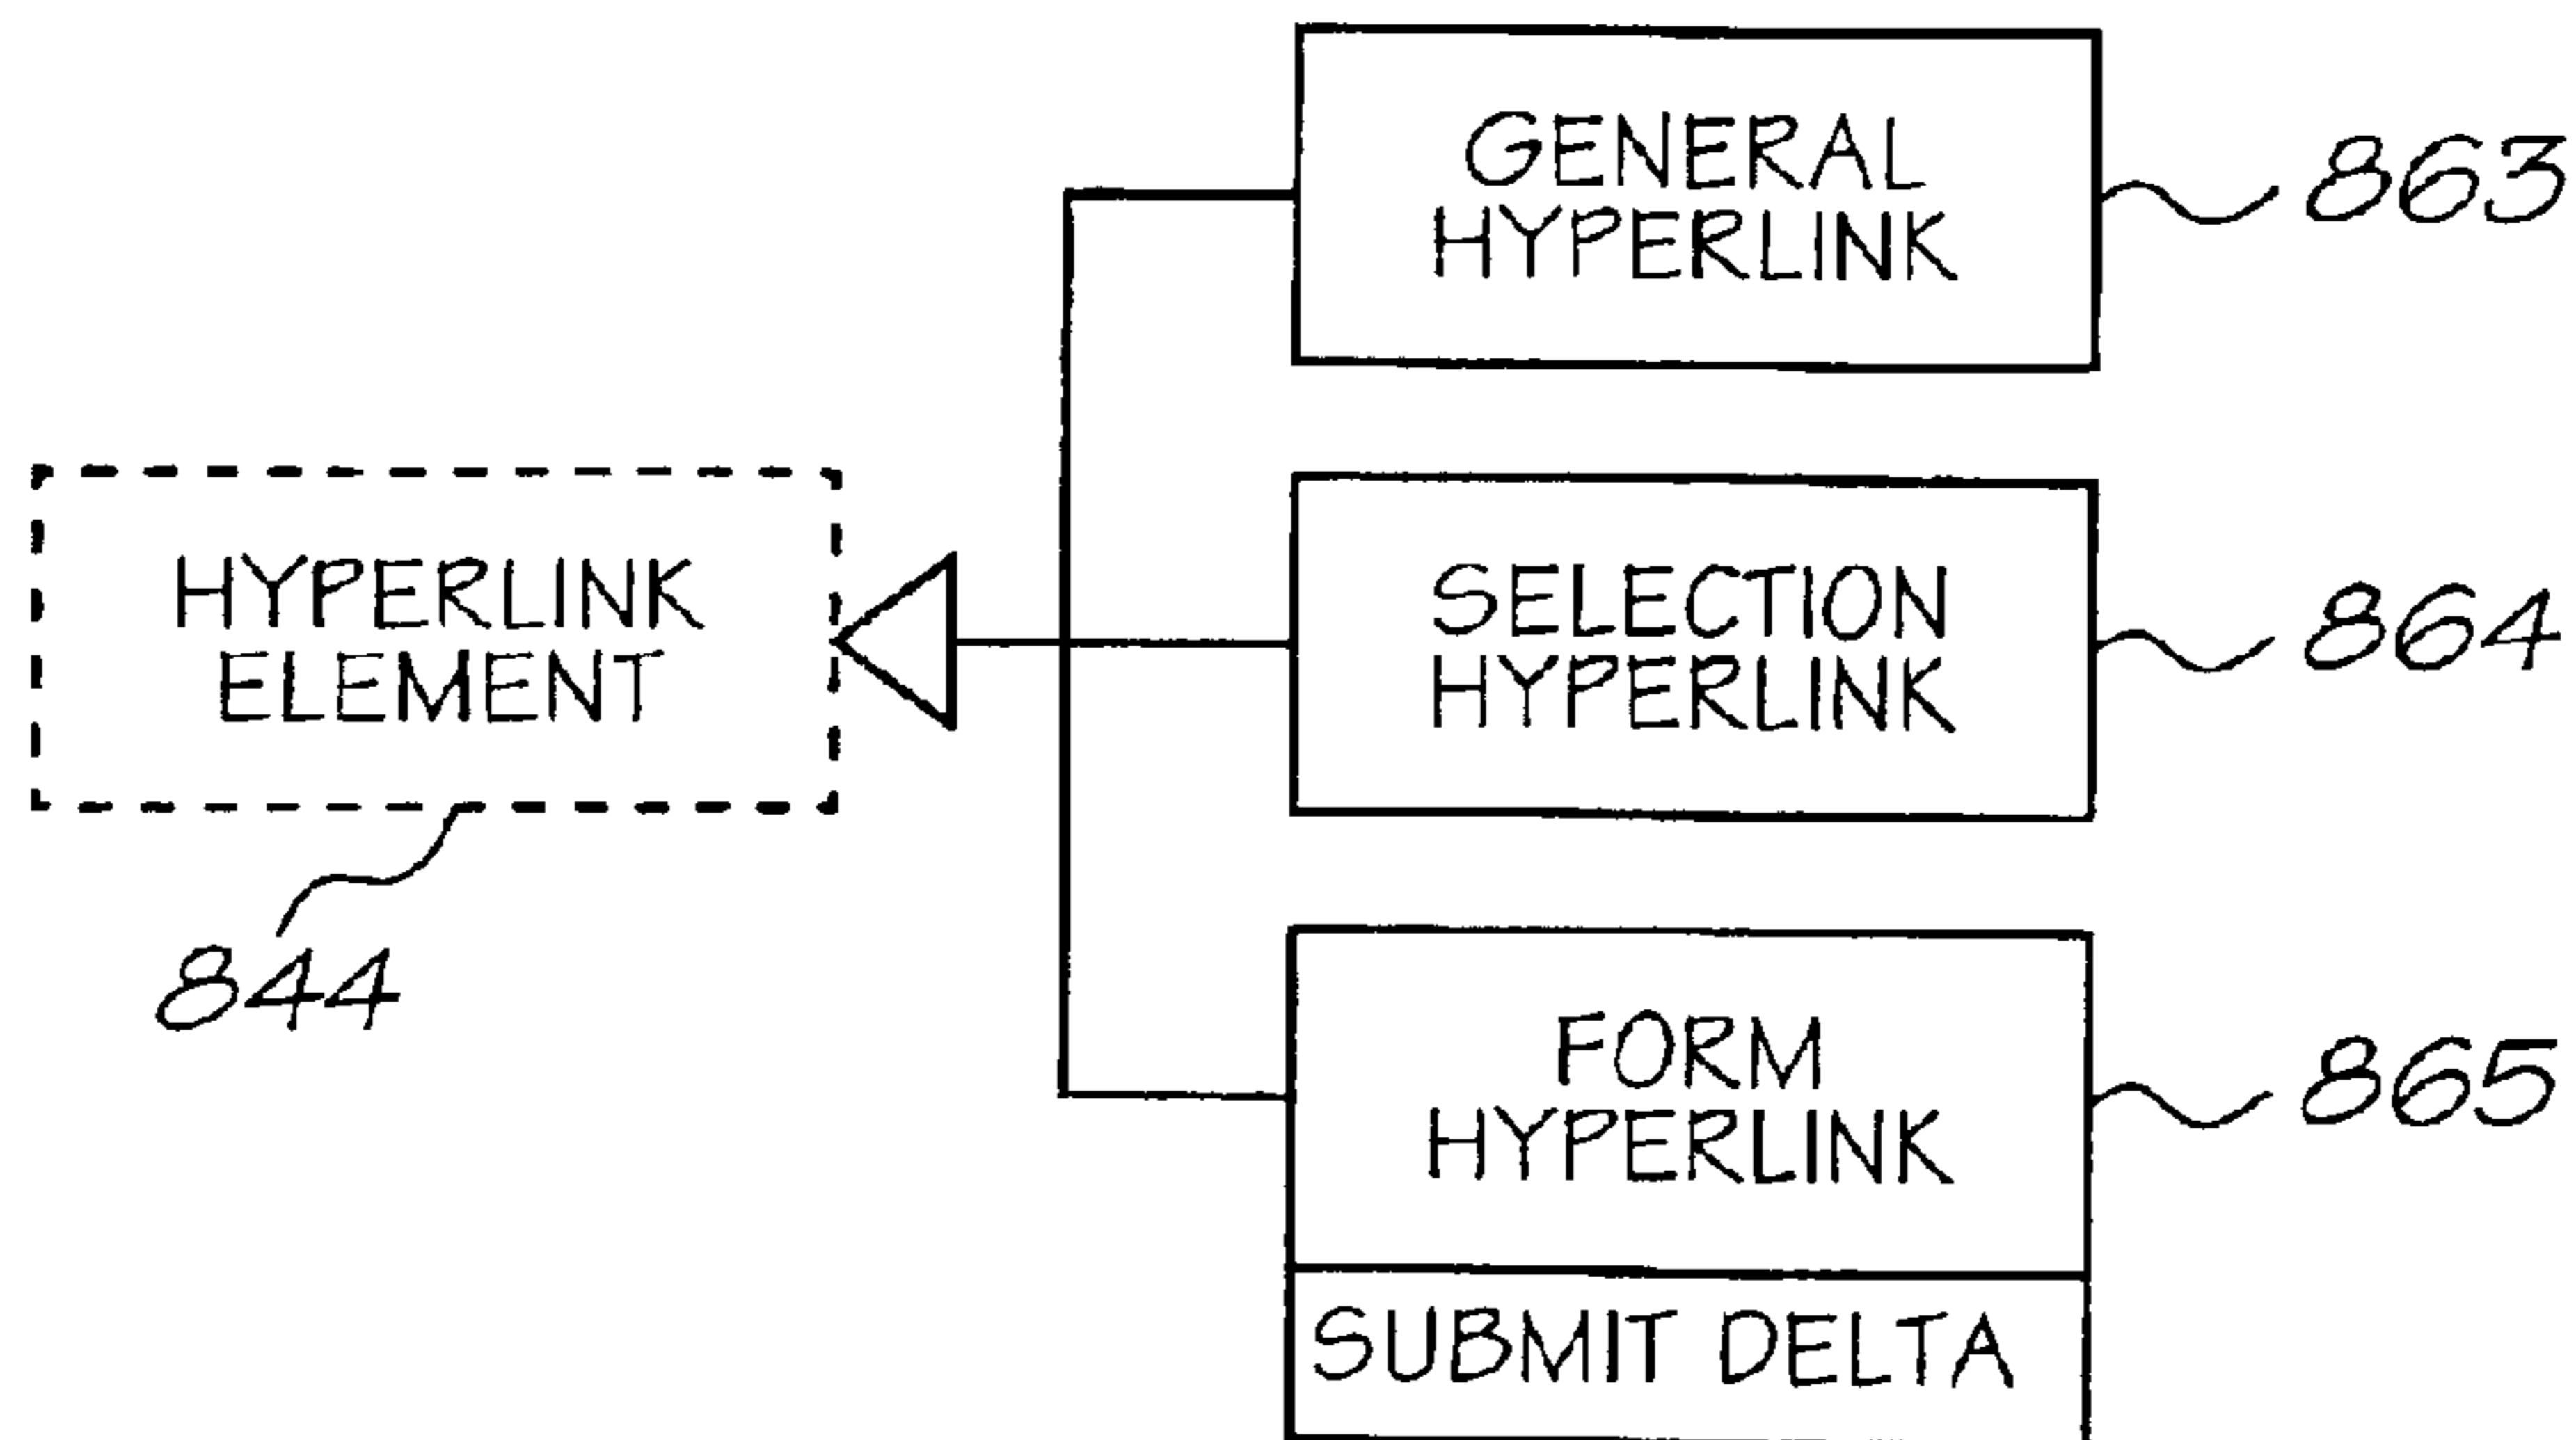 GENERAL
HYPERLINK
863
HYPERLINK
ELEMENT
844
SELECTION
HYPERLINK
864
FORM
HYPERLINK
865
SUBMIT DELTA